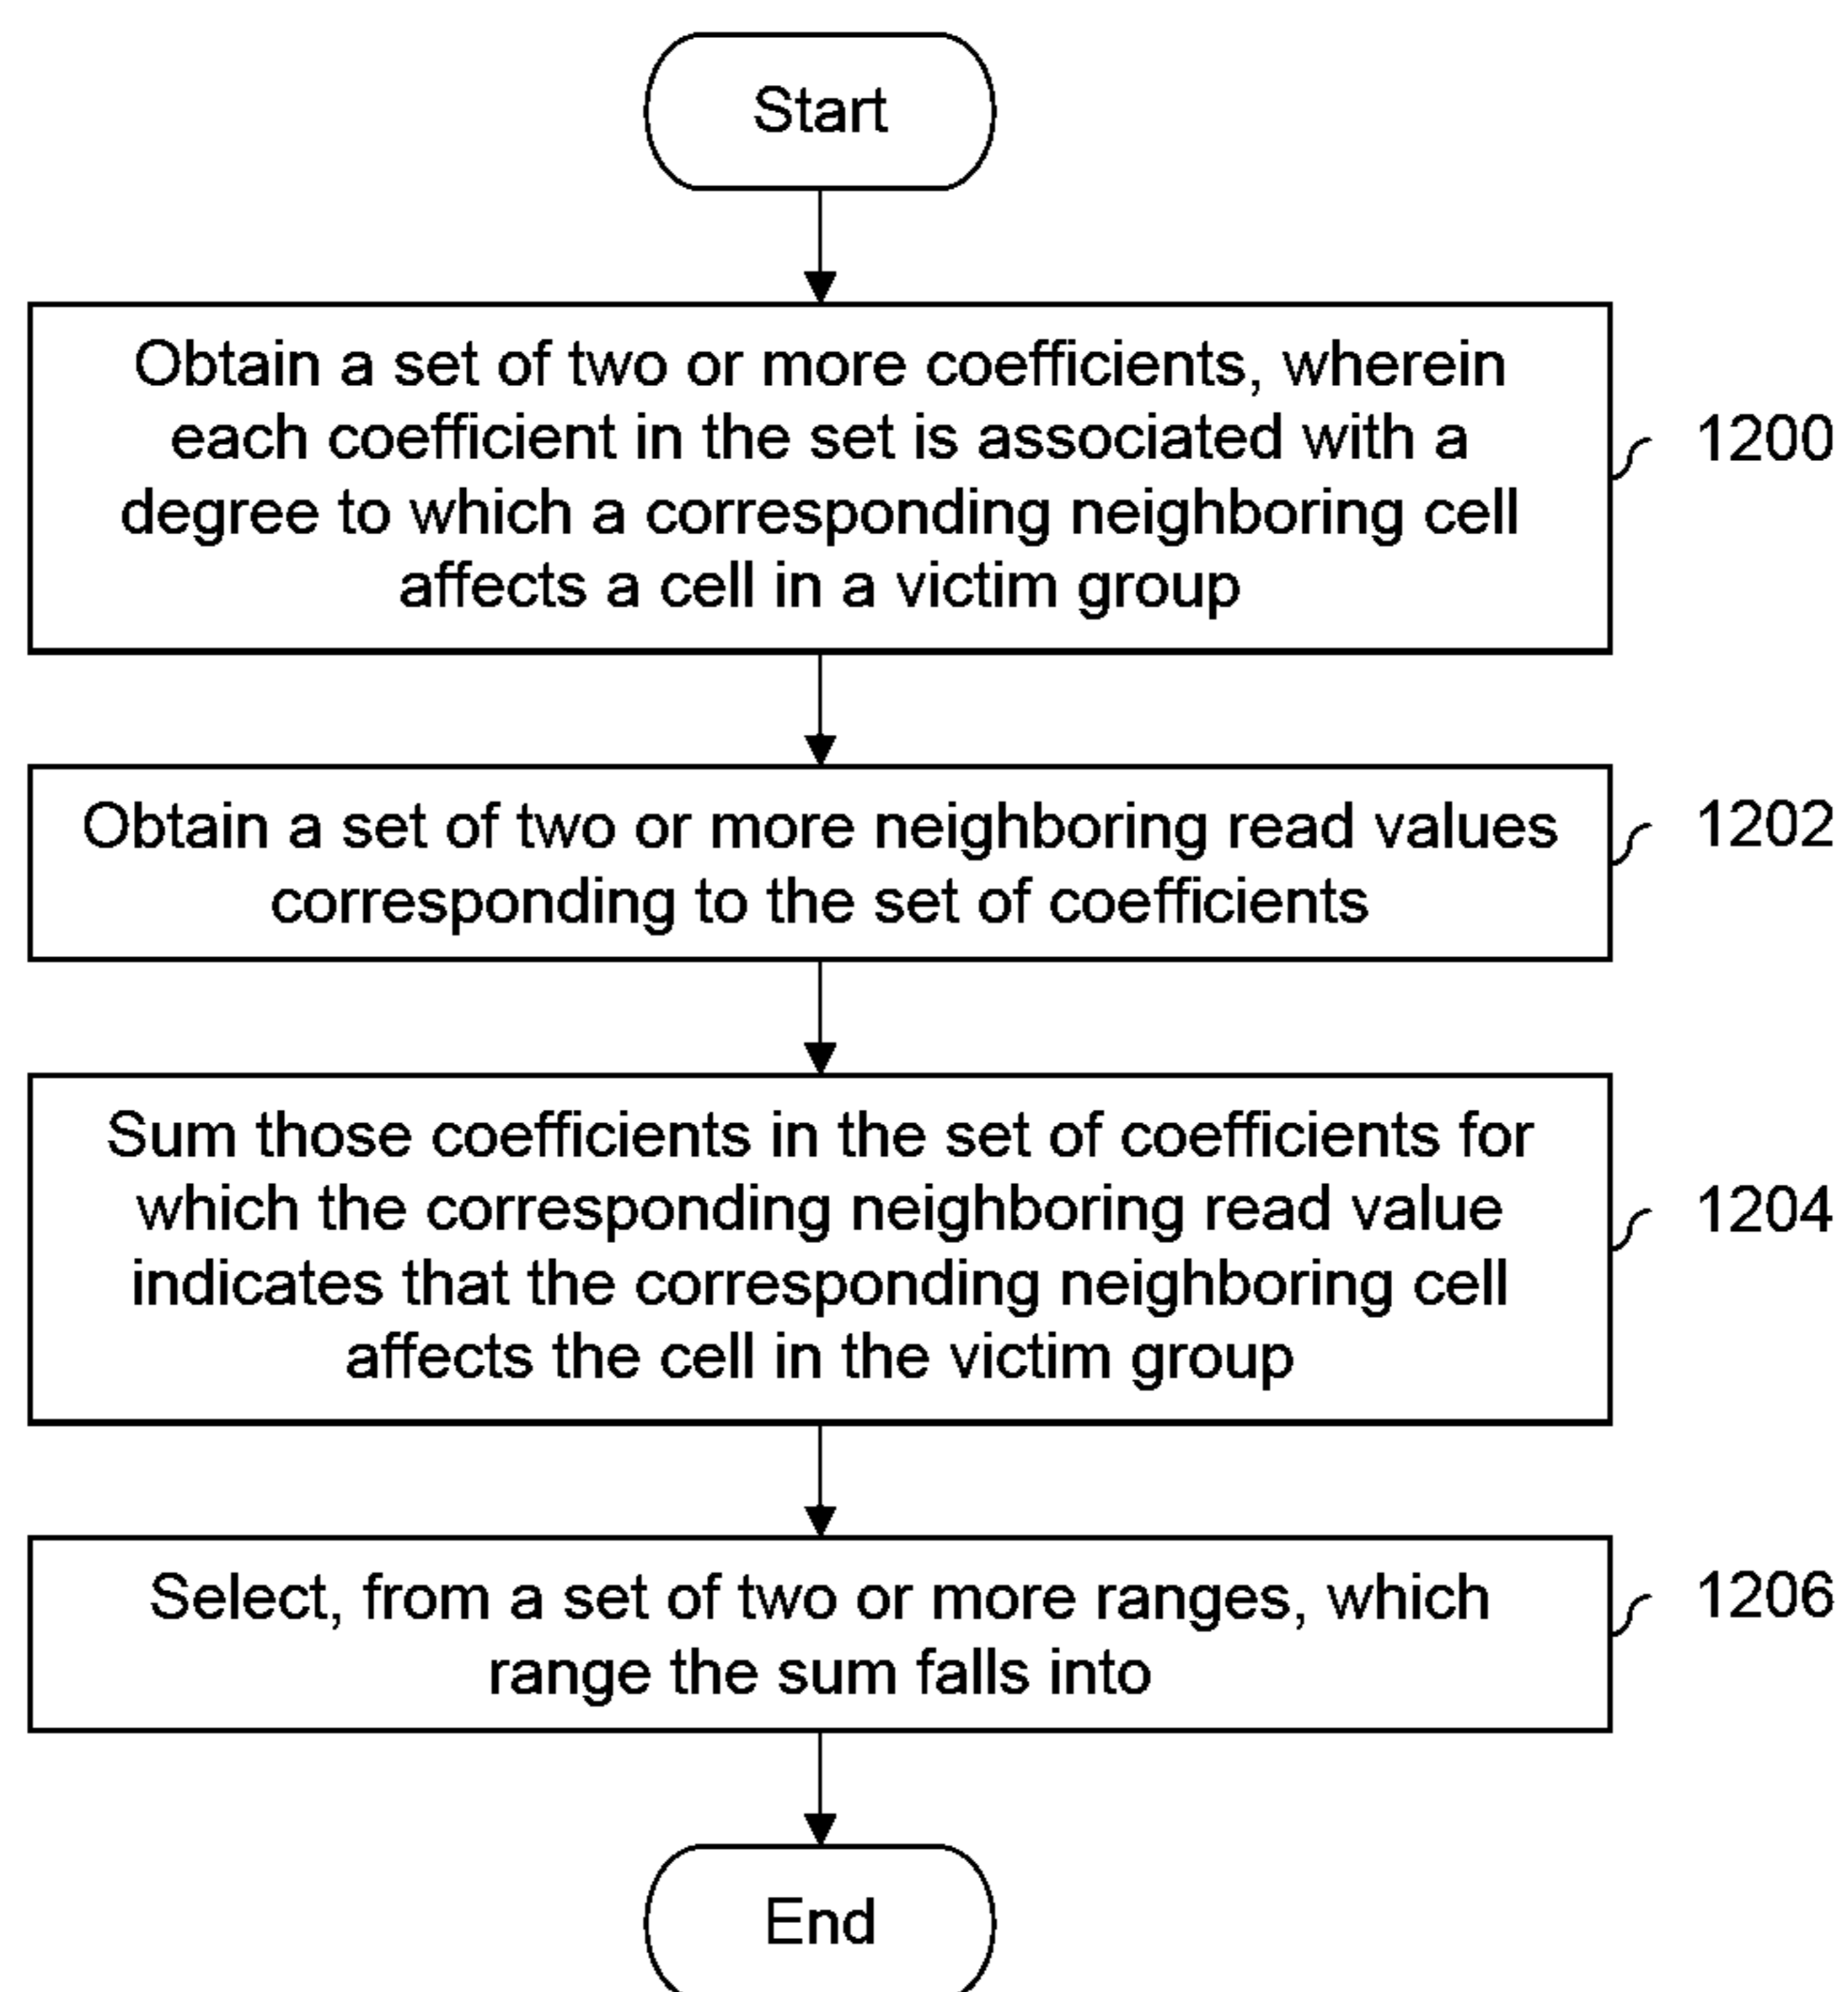 Start
Obtain a set of two or more coefficients, wherein
each coefficient in the set is associated with a
degree to which a corresponding neighboring cell
affects a cell in a victim group
1200
Obtain a set of two or more neighboring read values
corresponding to the set of coefficients
1202
Sum those coefficients in the set of coefficients for
which the corresponding neighboring read value
indicates that the corresponding neighboring cell
affects the cell in the victim group
1204
Select, from a set of two or more ranges, which
range the sum falls into
1206
End